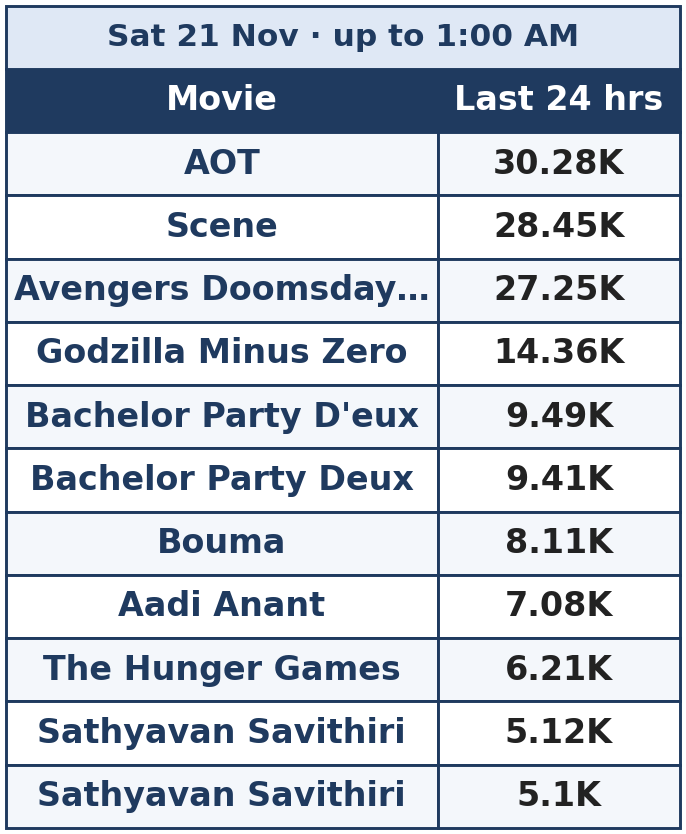 Sat 21 Nov · up to 1:00 AM
Movie Last 24 hrs
AOT 30.28K
Scene 28.45K
Avengers Doomsday... 27.25K
Godzilla Minus Zero 14.36K
Bachelor Party D'eux 9.49K
Bachelor Party Deux 9.41K
Bouma 8.11K
Aadi Anant 7.08K
The Hunger Games 6.21K
Sathyavan Savithiri 5.12K
Sathyavan Savithiri 5.1K